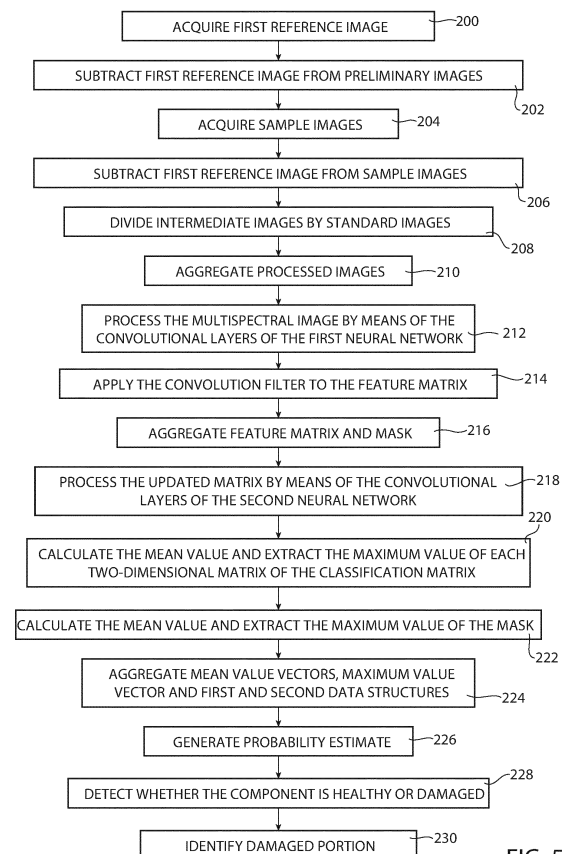 ACQUIRE FIRST REFERENCE IMAGE
200
SUBTRACT FIRST REFERENCE IMAGE FROM PRELIMINARY IMAGES
202
ACQUIRE SAMPLE IMAGES
204
SUBTRACT FIRST REFERENCE IMAGE FROM SAMPLE IMAGES
206
DIVIDE INTERMEDIATE IMAGES BY STANDARD IMAGES
208
AGGREGATE PROCESSED IMAGES
210
PROCESS THE MULTISPECTRAL IMAGE BY MEANS OF THE
CONVOLUTIONAL LAYERS OF THE FIRST NEURAL NETWORK
212
APPLY THE CONVOLUTION FILTER TO THE FEATURE MATRIX
214
AGGREGATE FEATURE MATRIX AND MASK
216
PROCESS THE UPDATED MATRIX BY MEANS OF THE CONVOLUTIONAL
LAYERS OF THE SECOND NEURAL NETWORK
218
220
CALCULATE THE MEAN VALUE AND EXTRACT THE MAXIMUM VALUE OF EACH
TWO-DIMENSIONAL MATRIX OF THE CLASSIFICATION MATRIX
CALCULATE THE MEAN VALUE AND EXTRACT THE MAXIMUM VALUE OF THE MASK
222
AGGREGATE MEAN VALUE VECTORS, MAXIMUM VALUE
VECTOR AND FIRST AND SECOND DATA STRUCTURES
224
GENERATE PROBABILITY ESTIMATE
226
228
DETECT WHETHER THE COMPONENT IS HEALTHY OR DAMAGED
230
IDENTIFY DAMAGED PORTION
FIG. 5